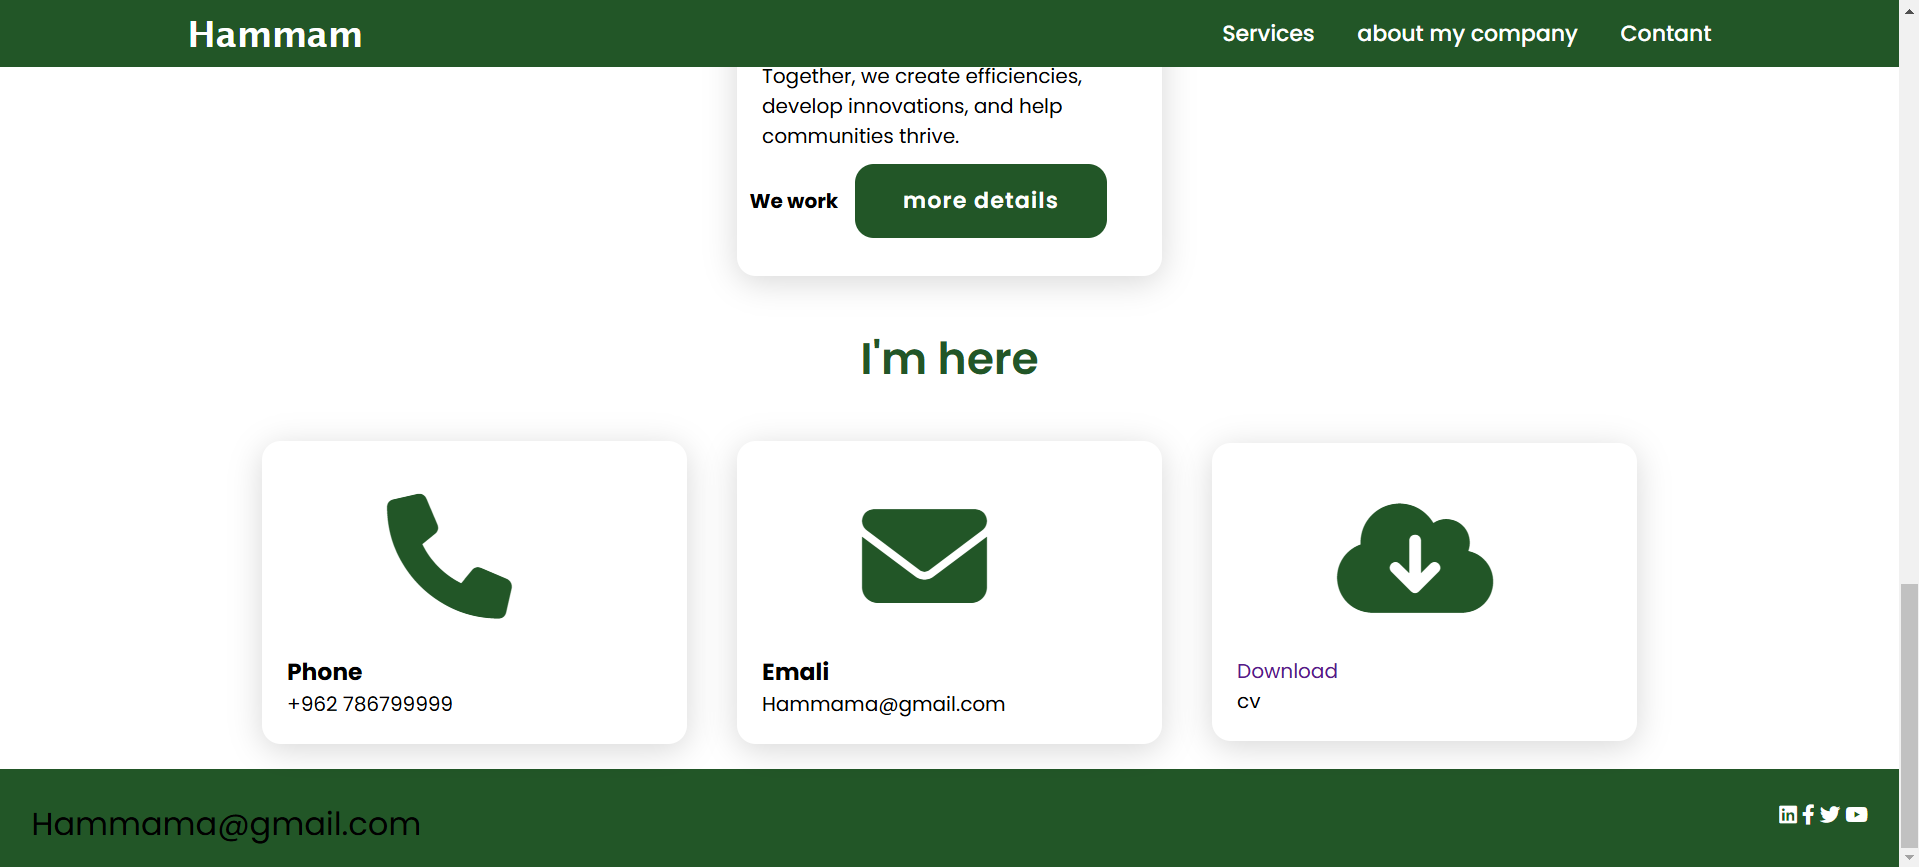 Hammam
Services about my company Contant
Together, we create efficiencies,
develop innovations, and help
communities thrive.
We work more details
I'm here
Phone
+962 786799999
Emali
Hammama@gmail.com
Download
cv
Hammama@gmail.com